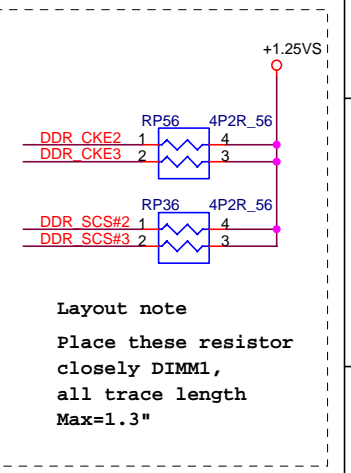 +1.25VS
RP56 4P2R_56
DDR_CKE2 1 4
DDR_CKE3 2 3
RP36 4P2R_56
DDR_SCS#2 1 4
DDR_SCS#3 2 3
Layout note
Place these resistor
closely DIMM1,
all trace length
Max=1.3"